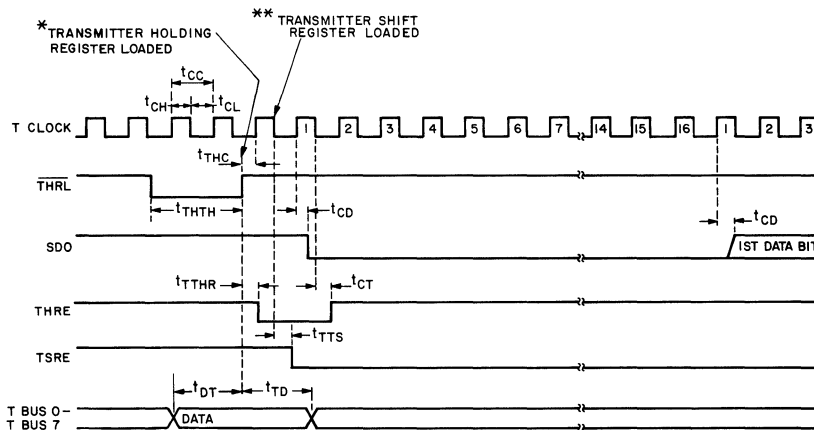 * TRANSMITTER HOLDING
REGISTER LOADED
** TRANSMITTER SHIFT
REGISTER LOADED
tCC
tCH
tCL
T CLOCK
1 2 3 4 5 6 7 14 15 16 1 2 3
tTHC
THRL
tTHTH
tCD
tCD
SDO
1ST DATA BIT
tTTHR
tCT
THRE
tTTS
TSRE
tDT
tTD
T BUS 0-
T BUS 7
DATA